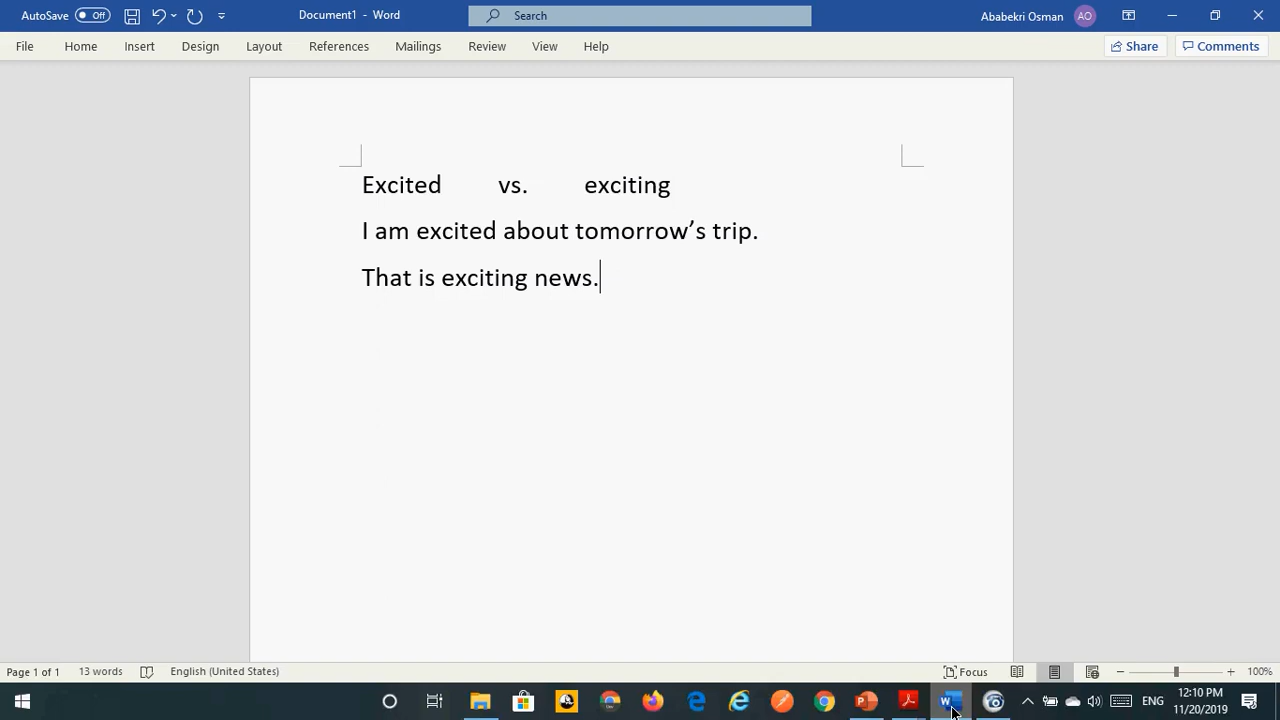 AutoSave Off Document1 - Word Search Ababekri Osman AO
File Home Insert Design Layout References Mailings Review View Help Share Comments
Excited vs. exciting
I am excited about tomorrow’s trip.
That is exciting news.
Page 1 of 1 13 words English (United States) Focus 100%
ENG 12:10 PM
11/20/2019